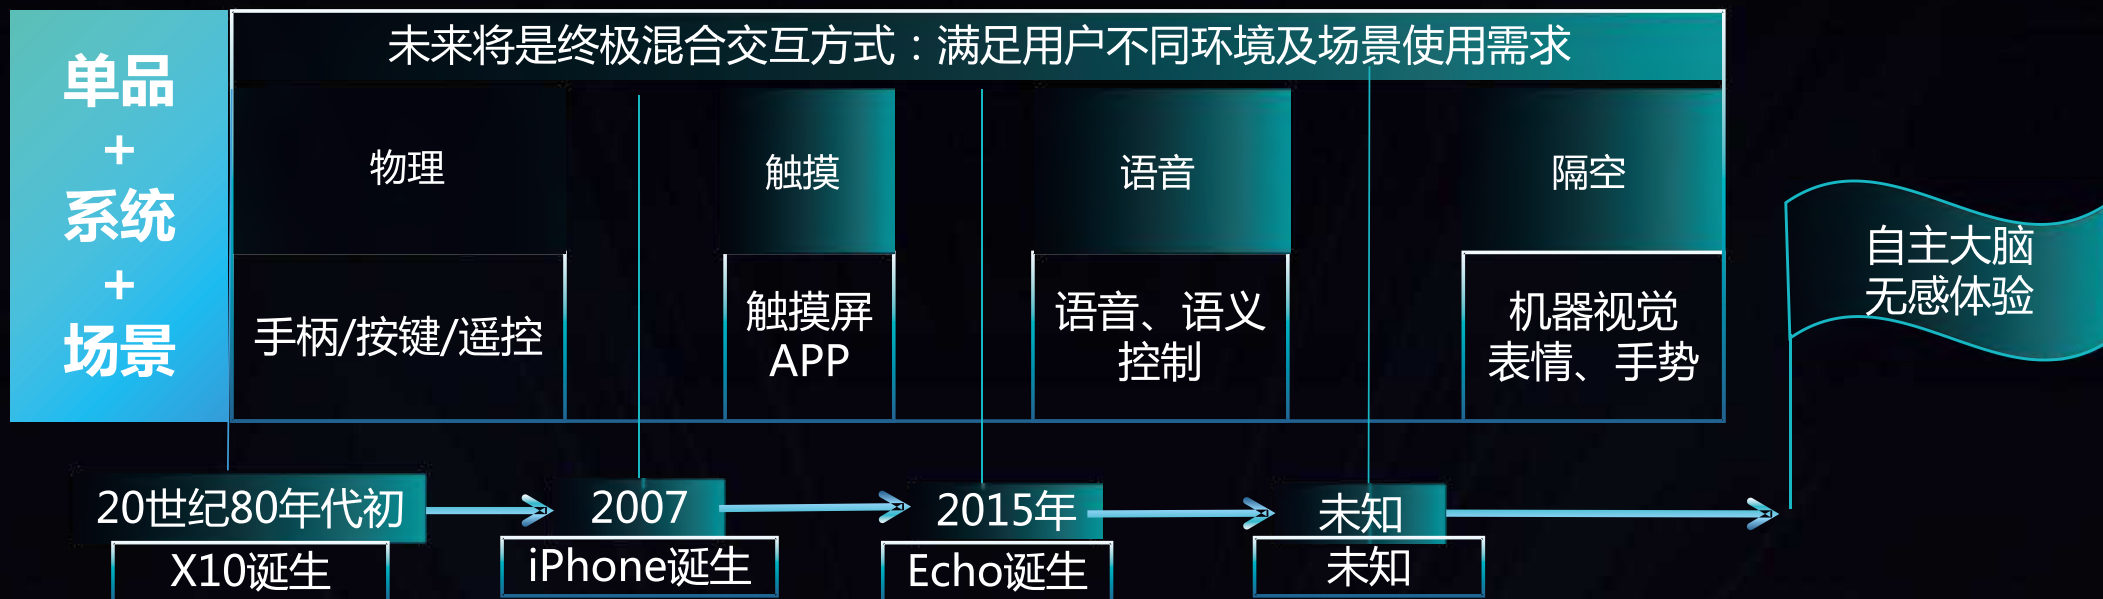 单品
+
系统
+
场景
未来将是终极混合交互方式：满足用户不同环境及场景使用需求
物理
触摸
语音
隔空
手柄/按键/遥控
触摸屏
APP
语音、语义
控制
机器视觉
表情、手势
自主大脑
无感体验
20世纪80年代初
2007
2015年
未知
X10诞生
iPhone诞生
Echo诞生
未知